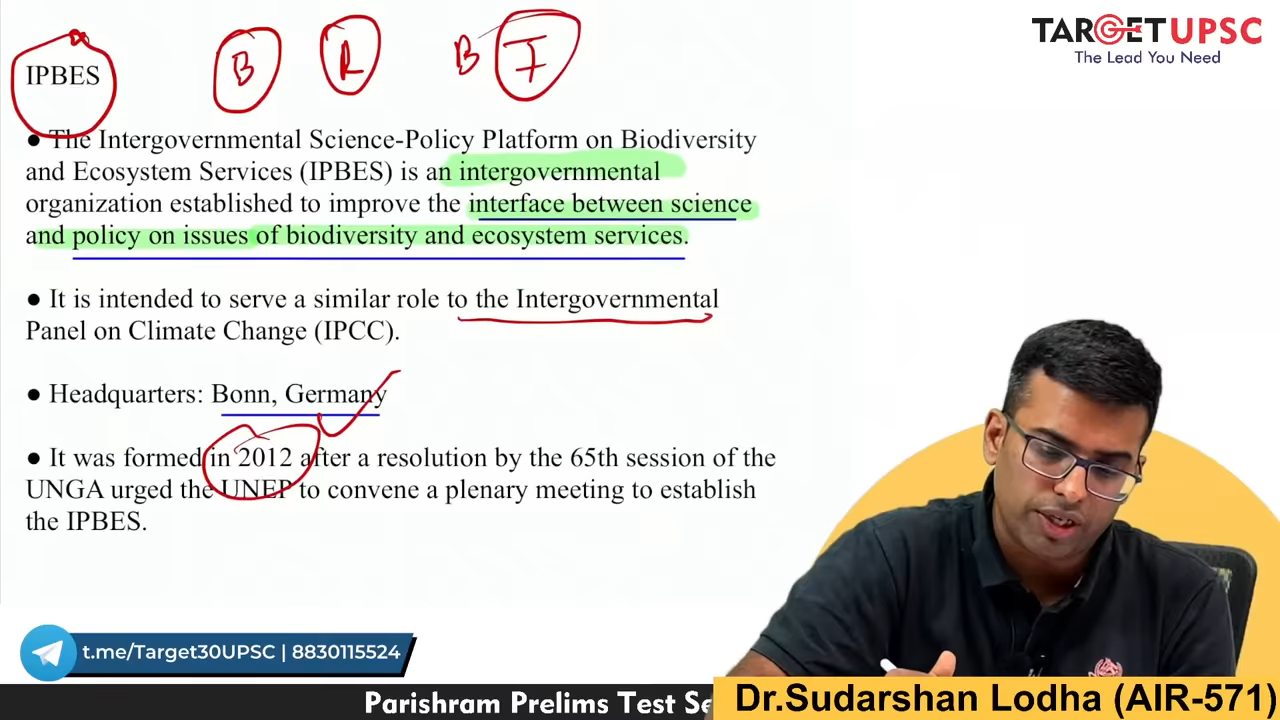 IPBES
B
R
B
I
TARGET UPSC
The Lead You Need
● The Intergovernmental Science-Policy Platform on Biodiversity
and Ecosystem Services (IPBES) is an intergovernmental
organization established to improve the interface between science
and policy on issues of biodiversity and ecosystem services.
● It is intended to serve a similar role to the Intergovernmental
Panel on Climate Change (IPCC).
● Headquarters: Bonn, Germany
● It was formed in 2012 after a resolution by the 65th session of the
UNGA urged the UNEP to convene a plenary meeting to establish
the IPBES.
t.me/Target30UPSC | 8830115524
Parishram Prelims Test Se
Dr.Sudarshan Lodha (AIR-571)